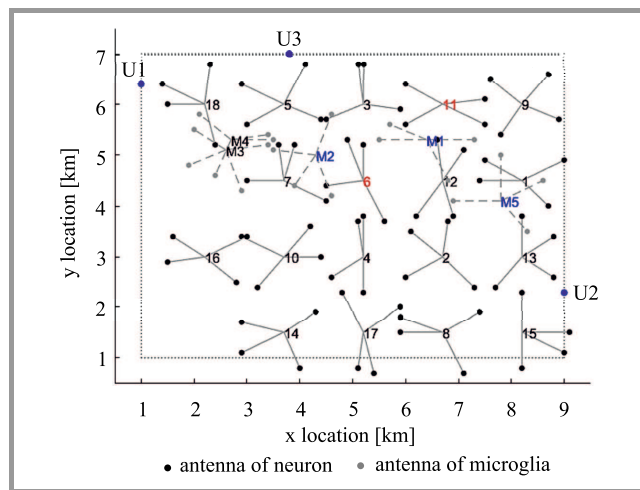 U3
7
U1
11
6
18
5
3
9
M4
M1
M3
M2
5
7
6
12
1
4
M5
16
10
4
2
13
3
U2
2
14
17
8
15
1
y location [km]
1 2 3 4 5 6 7 8 9
x location [km]
antenna of neuron
antenna of microglia